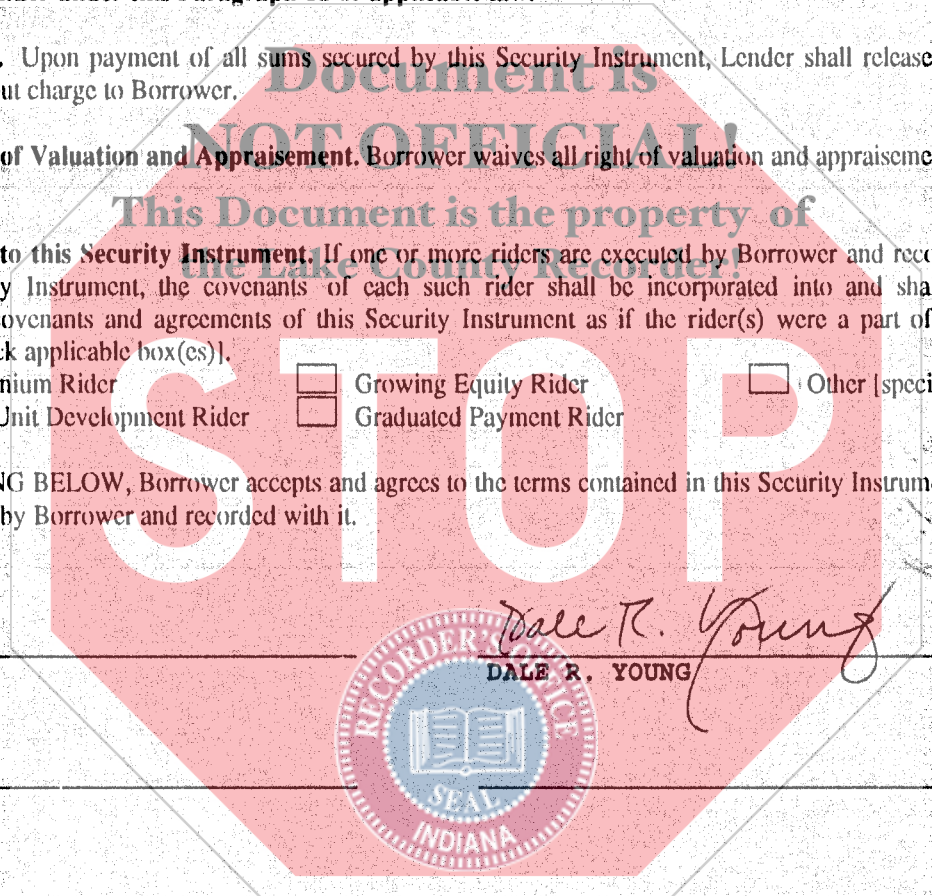 . Upon payment of all sums secured by this Security Instrument, Lender shall release
ut charge to Borrower.
Document is
NOT OFFICIAL!
of Valuation and Appraisement. Borrower waives all right of valuation and appraiseme
This Document is the property of
the Lake County Recorder!
to this Security Instrument. If one or more riders are executed by Borrower and reco
y Instrument, the covenants of each such rider shall be incorporated into and sha
ovenants and agreements of this Security Instrument as if the rider(s) were a part of
k applicable box(es)].
nium Rider Growing Equity Rider Other [speci
Unit Development Rider Graduated Payment Rider
STOP
NG BELOW, Borrower accepts and agrees to the terms contained in this Security Instrume
by Borrower and recorded with it.
Dale R. Young
DALE R. YOUNG
RECORDER'S OFFICE
SEAL
INDIANA